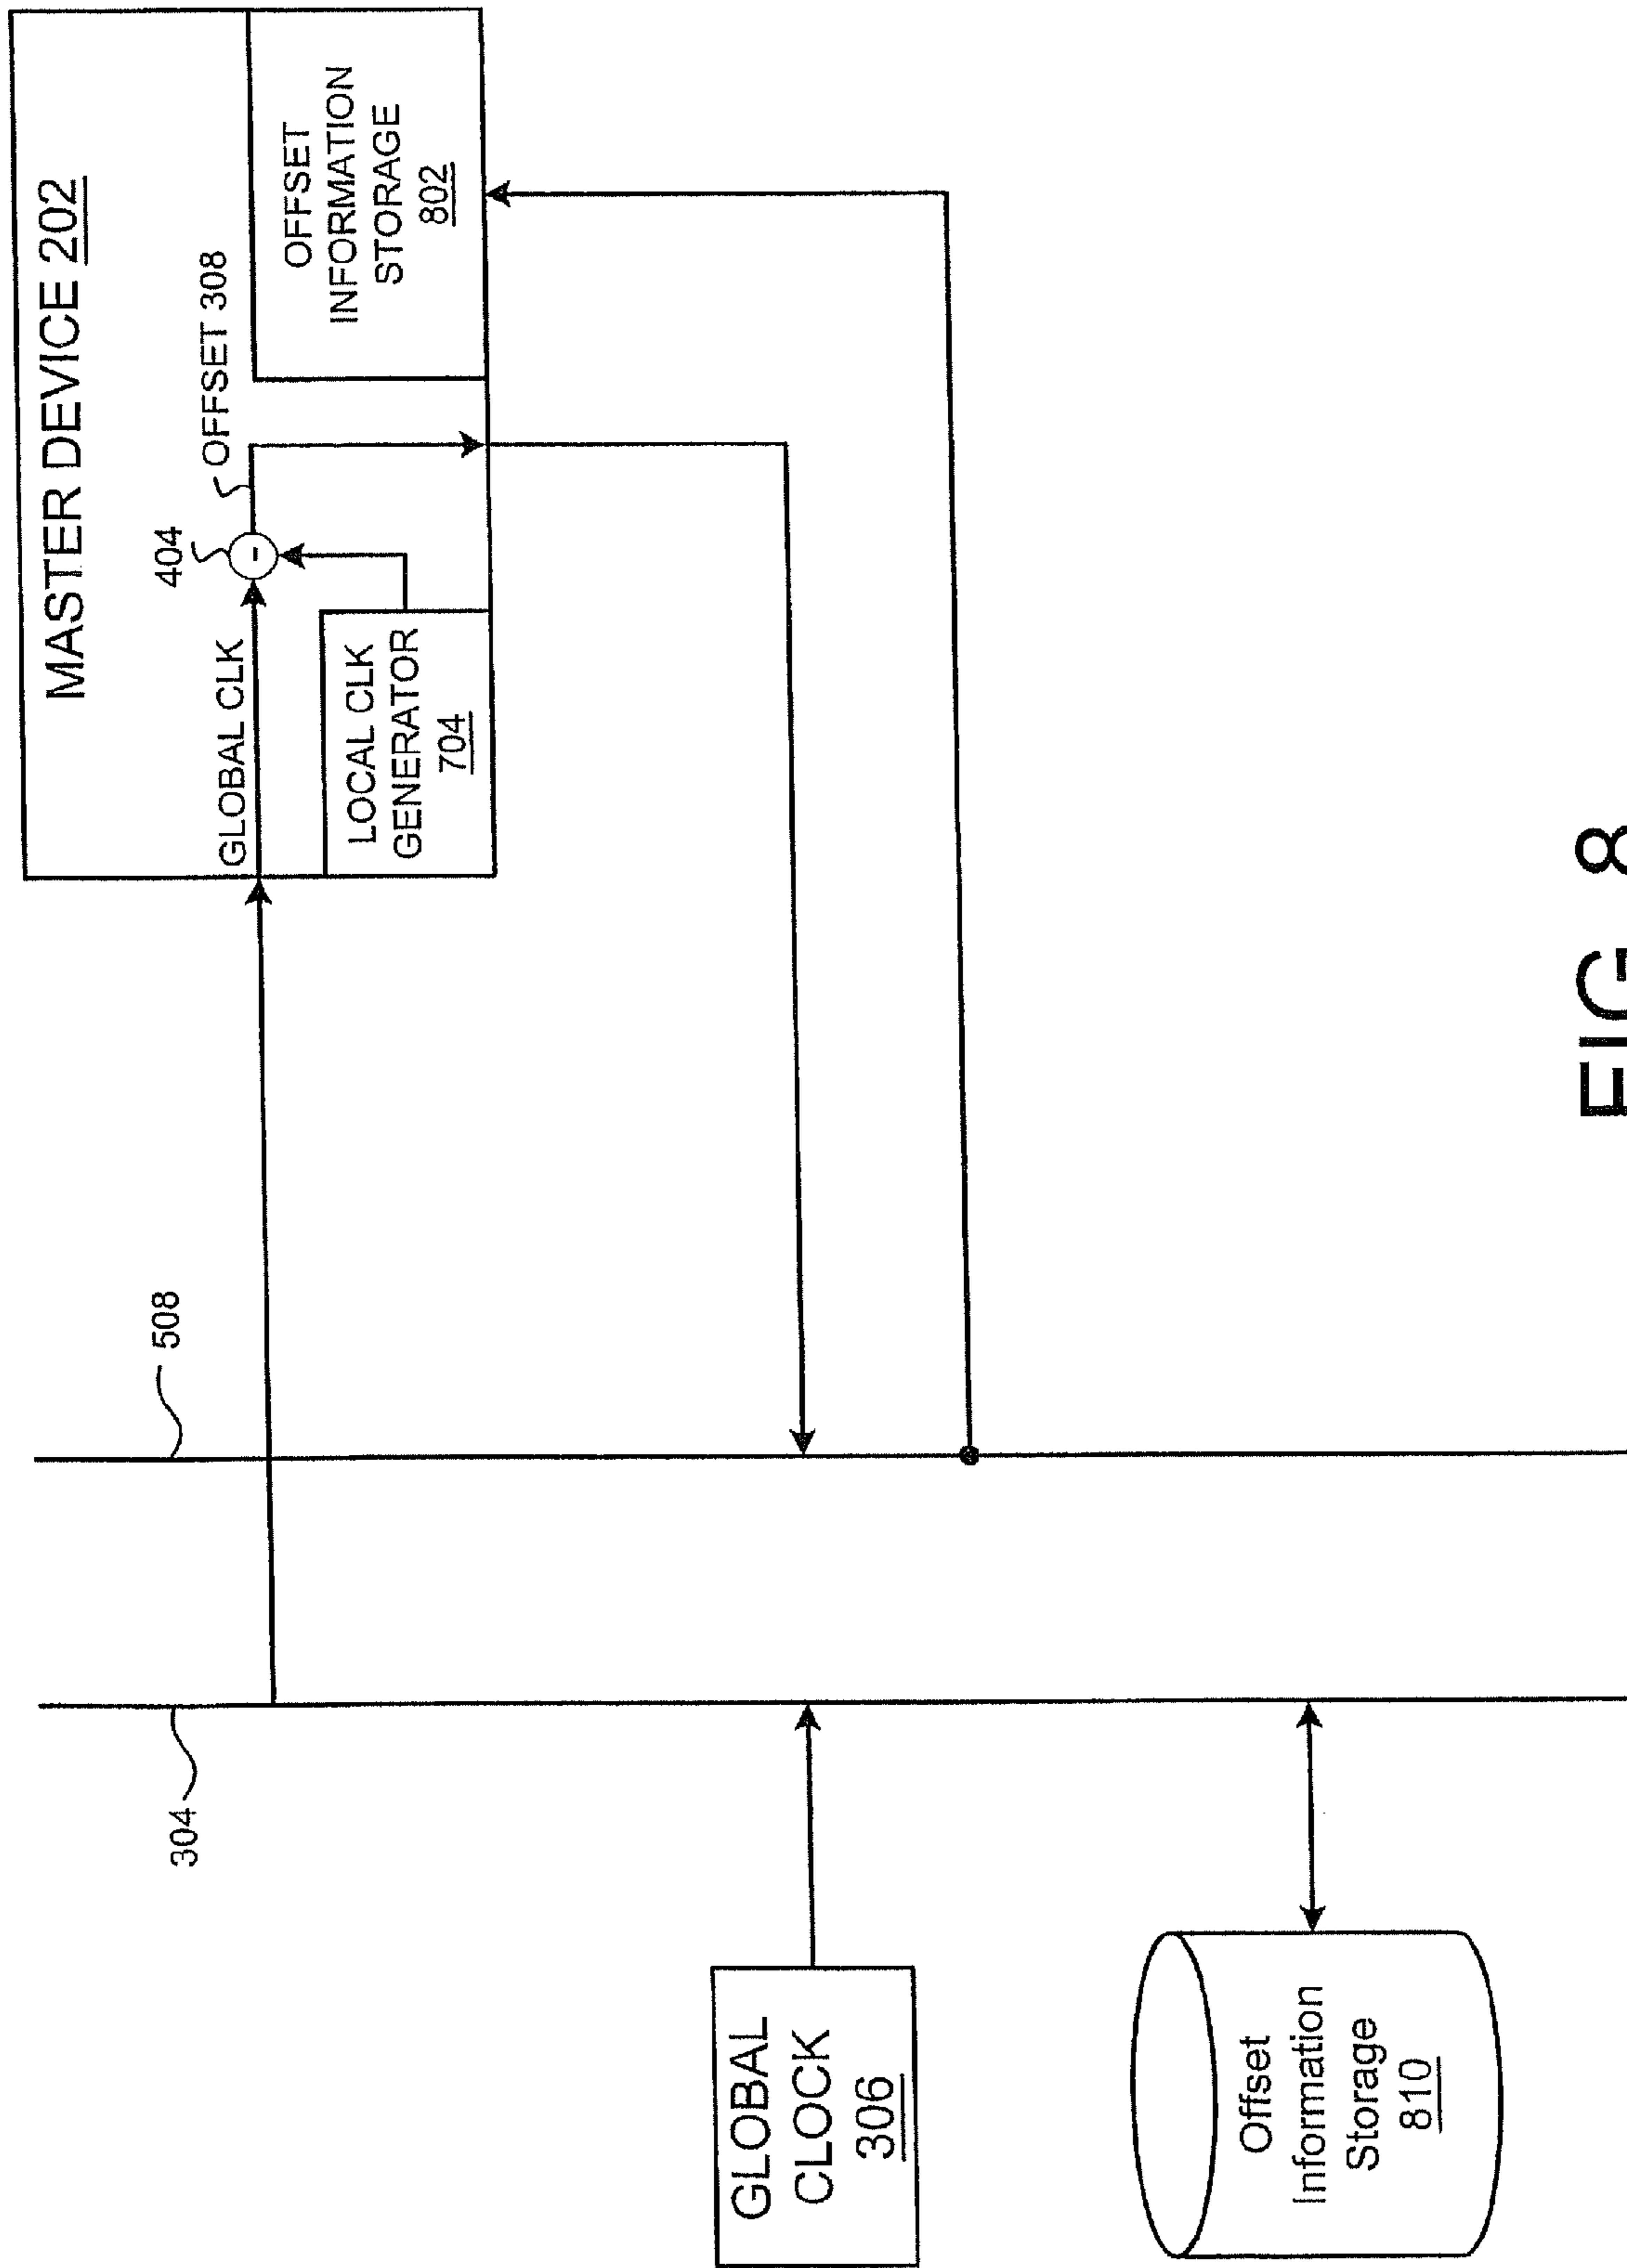 MASTER DEVICE 202
404
OFFSET 308
GLOBAL CLK
LOCAL CLK
GENERATOR
704
OFFSET
INFORMATION
STORAGE
802
304
508
GLOBAL
CLOCK
306
Offset
Information
Storage
810
FIG. 8